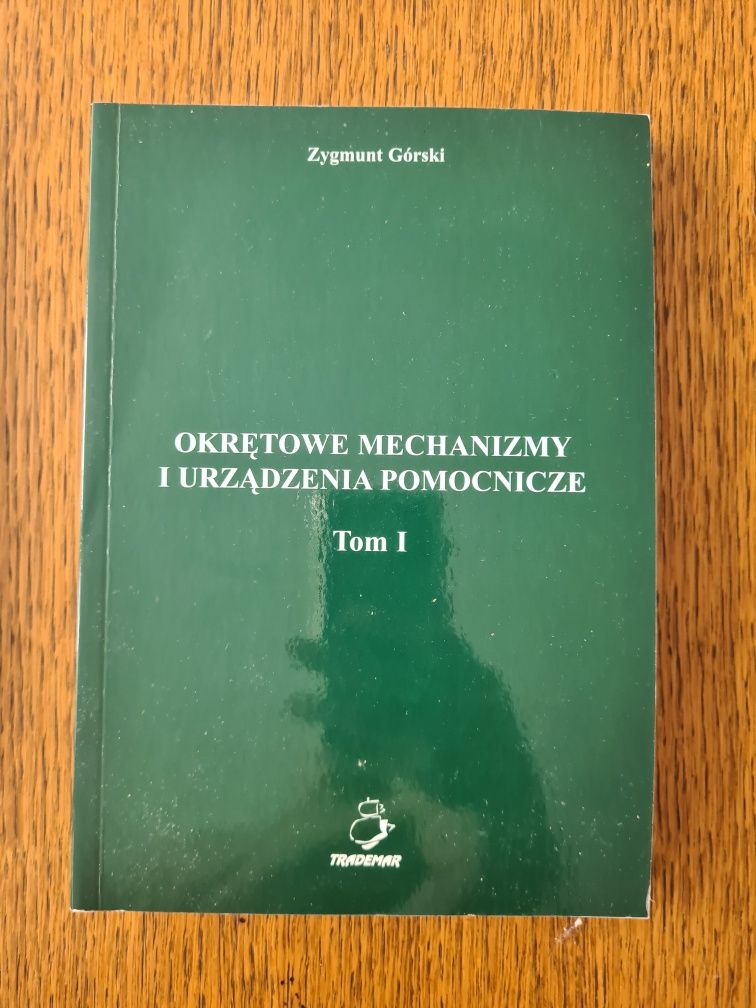 Zygmunt Górski
OKRĘTOWE MECHANIZMY
I URZĄDZENIA POMOCNICZE
Tom I
TRADEMAR